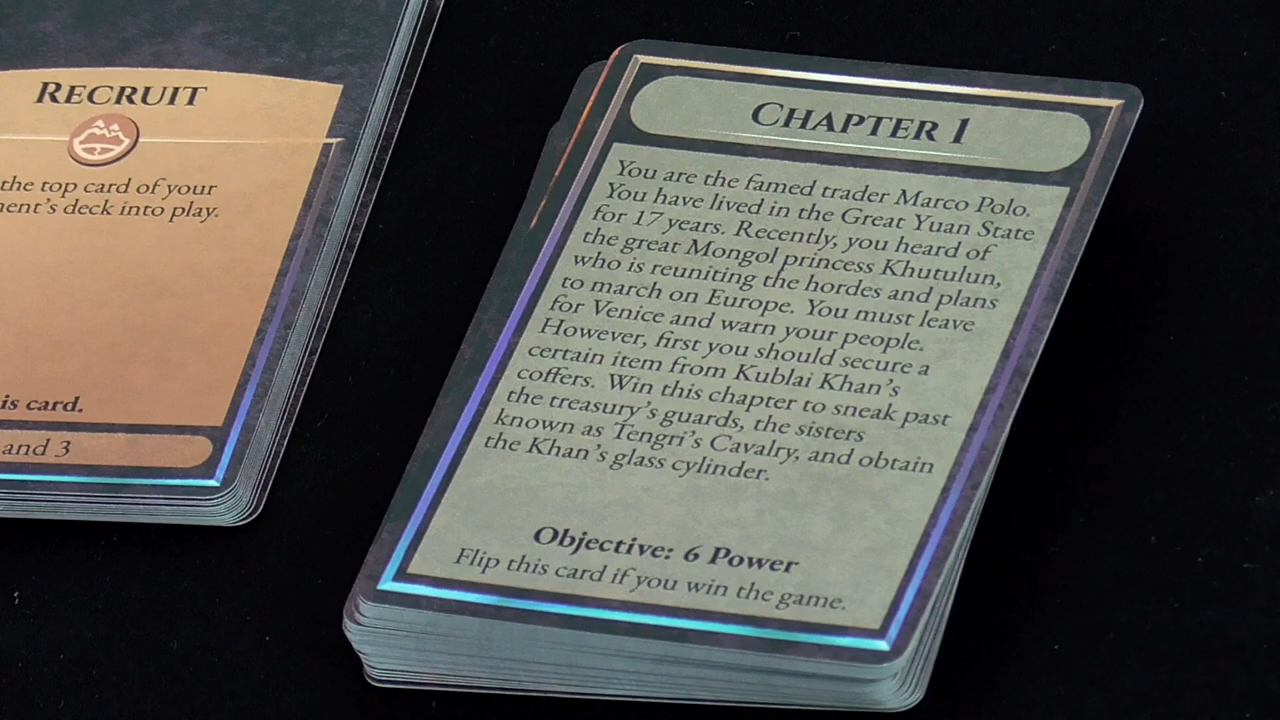 RECRUIT
the top card of your
ent's deck into play.
is card.
and 3
CHAPTER 1
You are the famed trader Marco Polo.
You have lived in the Great Yuan State
for 17 years. Recently, you heard of
the great Mongol princess Khutulun,
who is reuniting the hordes and plans
to march on Europe. You must leave
for Venice and warn your people.
However, first you should secure a
certain item from Kublai Khan's
coffers. Win this chapter to sneak past
the treasury's guards, the sisters
known as Tengri's Cavalry, and obtain
the Khan's glass cylinder.
Objective: 6 Power
Flip this card if you win the game.